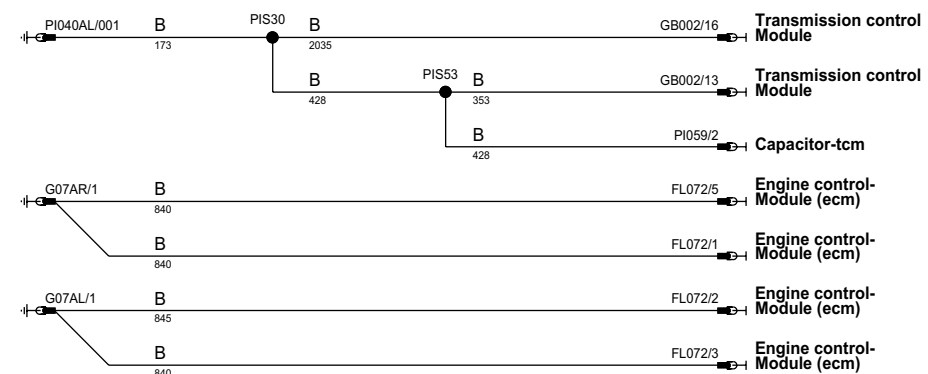 PI040AL/001 B 173 PIS30 B 2035 GB002/16 Transmission control
Module
B 428 PIS53 B 353 GB002/13 Transmission control
Module
B 428 PI059/2 Capacitor-tcm
G07AR/1 B 840 FL072/5 Engine control-
Module (ecm)
B 840 FL072/1 Engine control-
Module (ecm)
G07AL/1 B 845 FL072/2 Engine control-
Module (ecm)
B 840 FL072/3 Engine control-
Module (ecm)